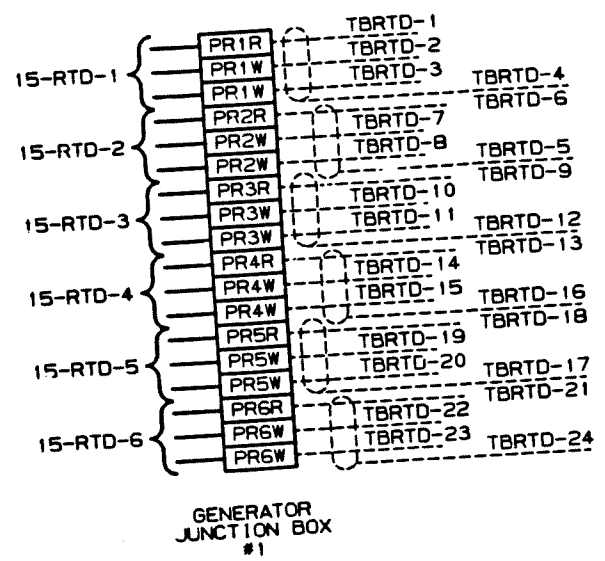 TBRTD-1
PR1R
TBRTD-2
15-RTD-1
PR1W
TBRTD-3
PR1W
TBRTD-4
TBRTD-6
PR2R
TBRTD-7
15-RTD-2
PR2W
TBRTD-8
PR2W
TBRTD-5
TBRTD-9
PR3R
TBRTD-10
15-RTD-3
PR3W
TBRTD-11
PR3W
TBRTD-12
TBRTD-13
PR4R
TBRTD-14
15-RTD-4
PR4W
TBRTD-15
PR4W
TBRTD-16
TBRTD-18
PR5R
TBRTD-19
15-RTD-5
PR5W
TBRTD-20
PR5W
TBRTD-17
TBRTD-21
PR6R
TBRTD-22
15-RTD-6
PR6W
TBRTD-23
PR6W
TBRTD-24
GENERATOR
JUNCTION BOX
#1